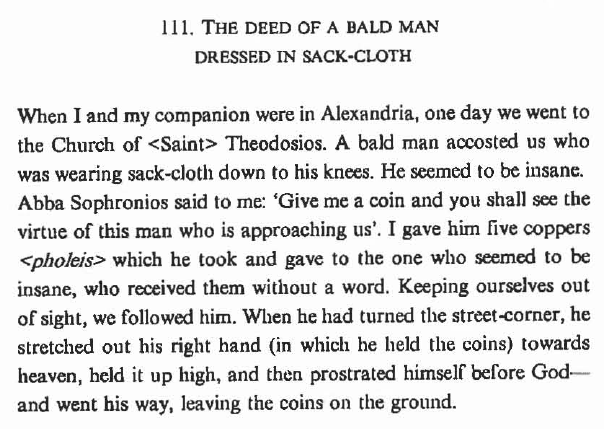 111. THE DEED OF A BALD MAN
DRESSED IN SACK-CLOTH
When I and my companion were in Alexandria, one day we went to
the Church of <Saint> Theodosios. A bald man accosted us who
was wearing sack-cloth down to his knees. He seemed to be insane.
Abba Sophronios said to me: ‘Give me a coin and you shall see the
virtue of this man who is approaching us’. I gave him five coppers
<pholeis> which he took and gave to the one who seemed to be
insane, who received them without a word. Keeping ourselves out
of sight, we followed him. When he had turned the street-corner, he
stretched out his right hand (in which he held the coins) towards
heaven, held it up high, and then prostrated himself before God—
and went his way, leaving the coins on the ground.